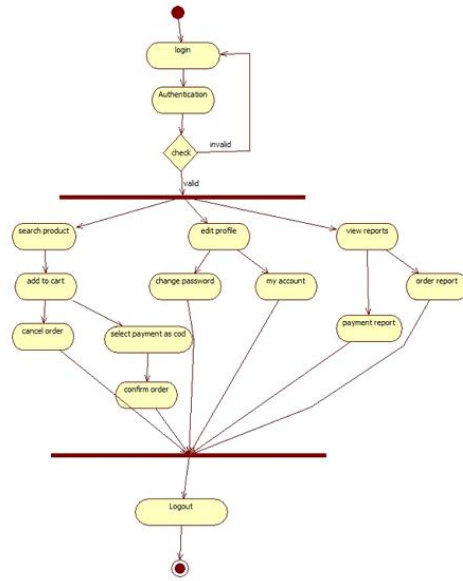 login
Authentication
invalid
check
valid
search product
edit profile
view reports
add to cart
change password
my account
order report
cancel order
select payment as cod
payment report
confirm order
Logout